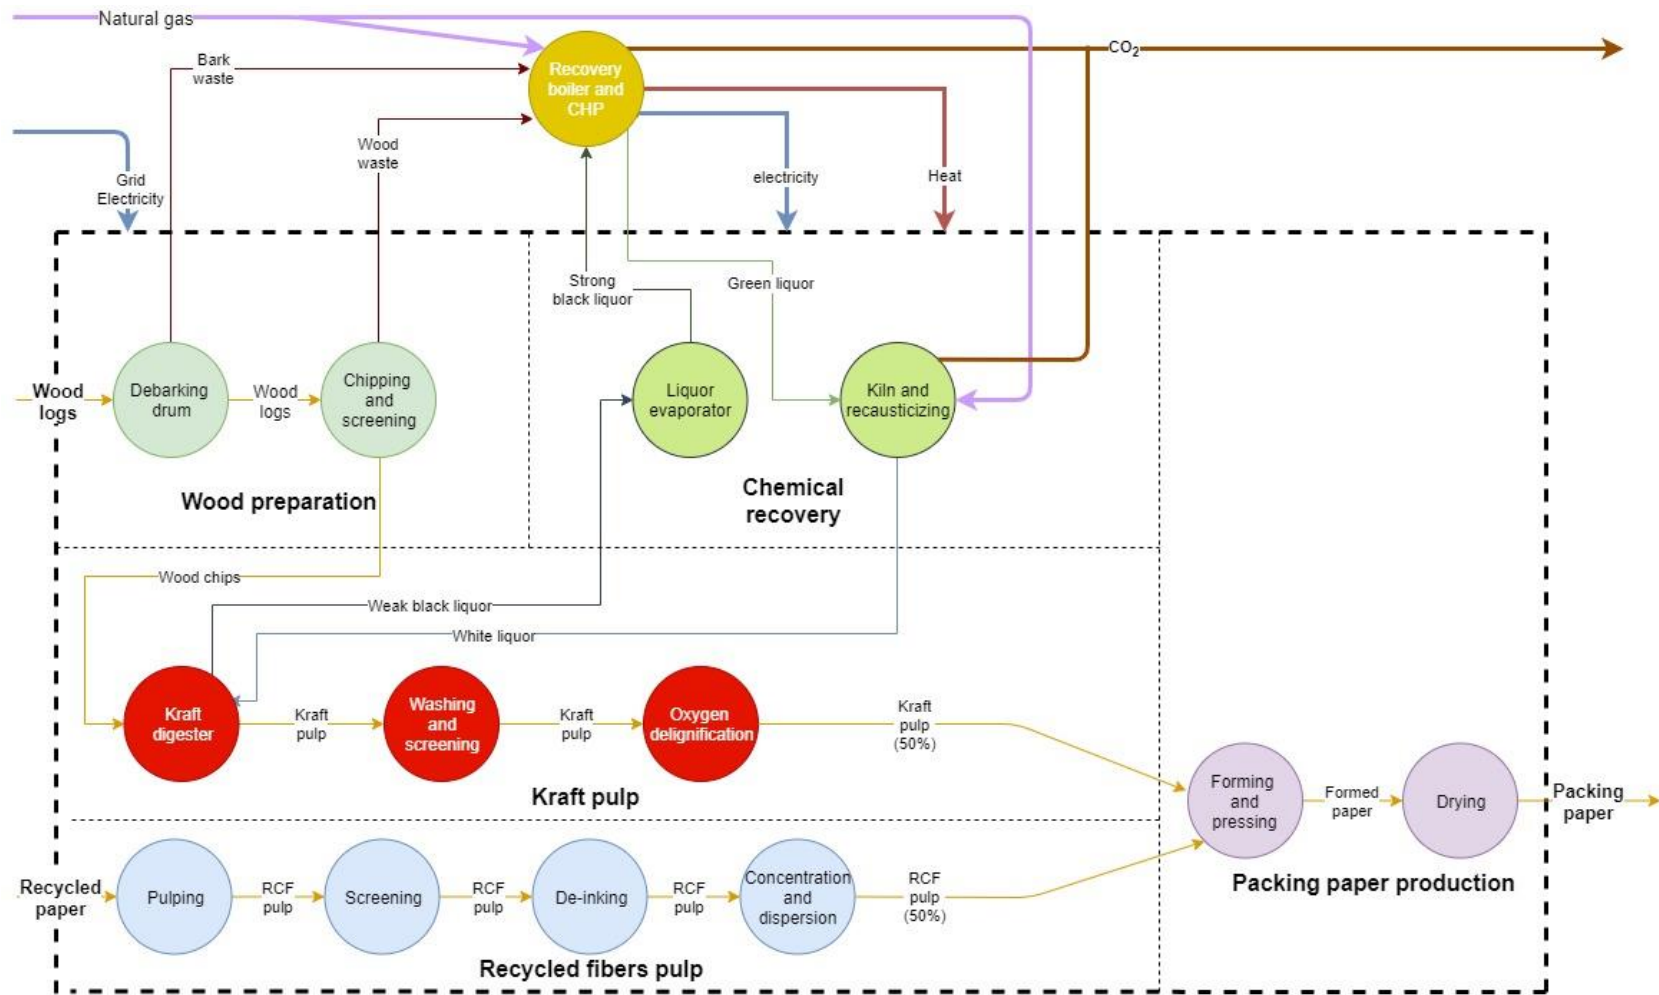 Natural gas
CO2
Bark
waste
Recovery
boiler and
CHP
Wood
waste
Grid
Electricity
electricity
Heat
Strong
black liquor
Green liquor
Wood
logs
Debarking
drum
Wood
logs
Chipping
and
screening
Liquor
evaporator
Kiln and
recausticizing
Wood preparation
Chemical
recovery
Wood chips
Weak black liquor
White liquor
Kraft
digester
Kraft
pulp
Washing
and
screening
Kraft
pulp
Oxygen
delignification
Kraft
pulp
(50%)
Kraft pulp
Forming
and
pressing
Formed
paper
Drying
Packing
paper
Packing paper production
Recycled
paper
Pulping
RCF
pulp
Screening
RCF
pulp
De-inking
RCF
pulp
Concentration
and
dispersion
RCF
pulp
(50%)
Recycled fibers pulp